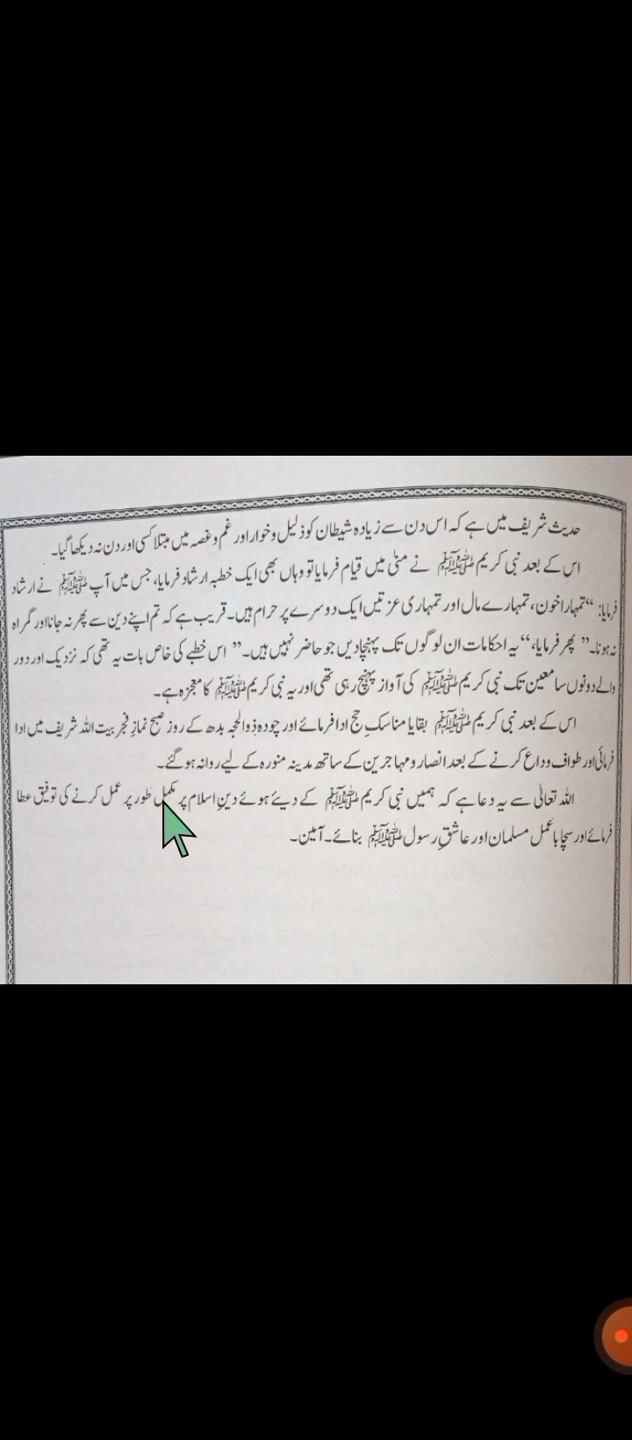 حدیث شریف میں ہے کہ اس دن سے زیادہ شیطان کو ذلیل و خوار اور غم و غصہ میں مبتلا کسی اور دن نہ دیکھا گیا۔
اس کے بعد نبی کریم ﷺ نے منیٰ میں قیام فرمایا تو وہاں بھی ایک خطبہ ارشاد فرمایا، جس میں آپ ﷺ نے ارشاد
فرمایا: “تمہارا خون، تمہارے مال اور تمہاری عزتیں ایک دوسرے پر حرام ہیں۔ قریب ہے کہ تم اپنے دین سے پھر نہ جانا اور گمراہ
نہ ہونا۔” پھر فرمایا، “یہ احکامات ان لوگوں تک پہنچا دیں جو حاضر نہیں ہیں۔” اس خطبے کی خاص بات یہ تھی کہ نزدیک اور دور
والے دونوں سامعین تک نبی کریم ﷺ کی آواز پہنچ رہی تھی اور یہ نبی کریم ﷺ کا معجزہ ہے۔
اس کے بعد نبی کریم ﷺ بقایا مناسکِ حج ادا فرمائے اور چودہ ذوالحجہ بدھ کے روز صبح نمازِ فجر بیت اللہ شریف میں ادا
فرمائی اور طواف وداع کرنے کے بعد انصار و مہاجرین کے ساتھ مدینہ منورہ کے لیے روانہ ہو گئے۔
اللہ تعالٰی سے یہ دعا ہے کہ ہمیں نبی کریم ﷺ کے دیئے ہوئے دینِ اسلام پر مکمل طور پر عمل کرنے کی توفیق عطا
فرمائے اور سچا با عمل مسلمان اور عاشقِ رسول ﷺ بنائے۔ آمین۔